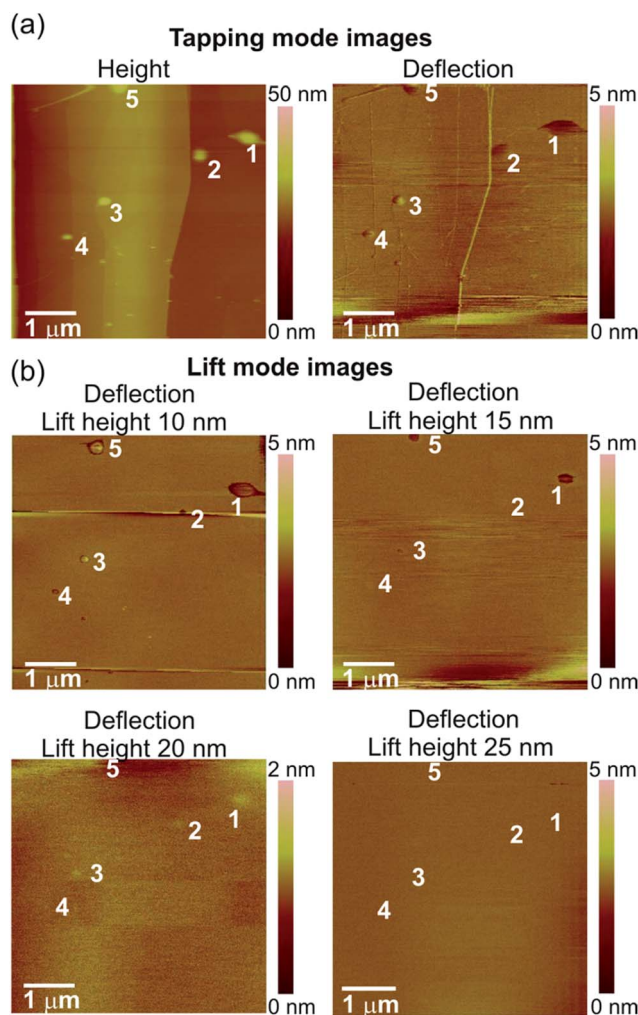 (a)
Tapping mode images
Height
Deflection
50 nm
5 nm
5
5
1
1
2
2
3
3
4
4
1 μm
1 μm
0 nm
0 nm
(b)
Lift mode images
Deflection
Lift height 10 nm
Deflection
Lift height 15 nm
5 nm
5 nm
5
5
1
1
2
2
3
3
4
4
1 μm
1 μm
0 nm
0 nm
Deflection
Lift height 20 nm
Deflection
Lift height 25 nm
2 nm
5 nm
5
5
1
1
2
2
3
3
4
4
1 μm
1 μm
0 nm
0 nm